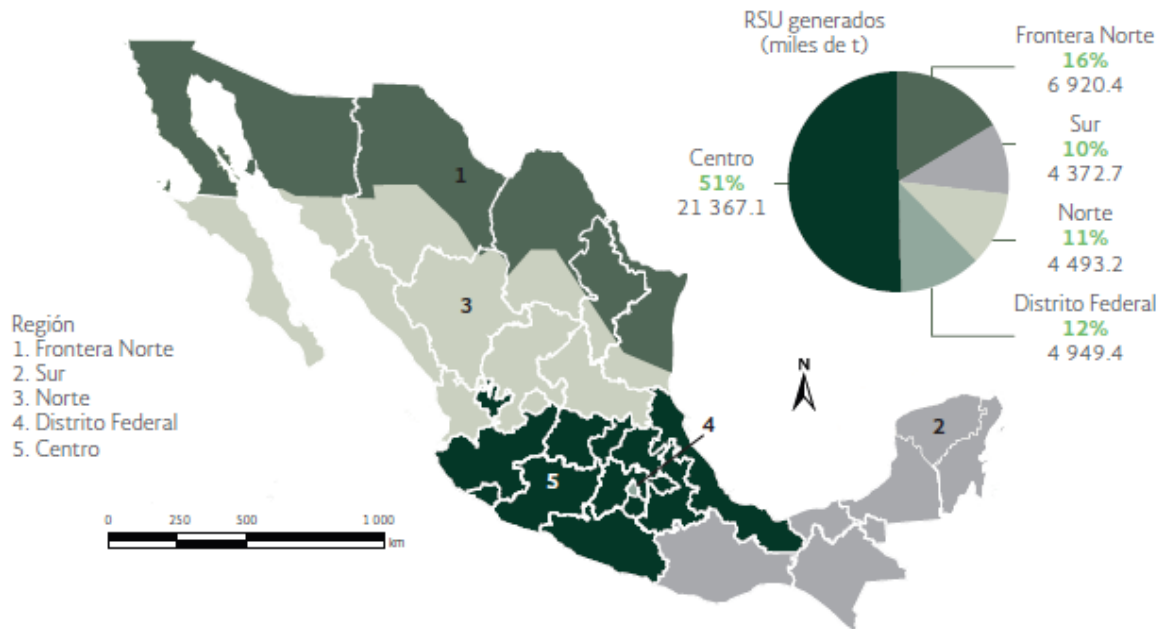 RSU generados
(miles de t)
Frontera Norte
16%
6 920.4
Sur
10%
4 372.7
Centro
51%
21 367.1
Norte
11%
4 493.2
Distrito Federal
12%
4 949.4
1
3
N
4
2
5
Región
1. Frontera Norte
2. Sur
3. Norte
4. Distrito Federal
5. Centro
0 250 500 1 000
km